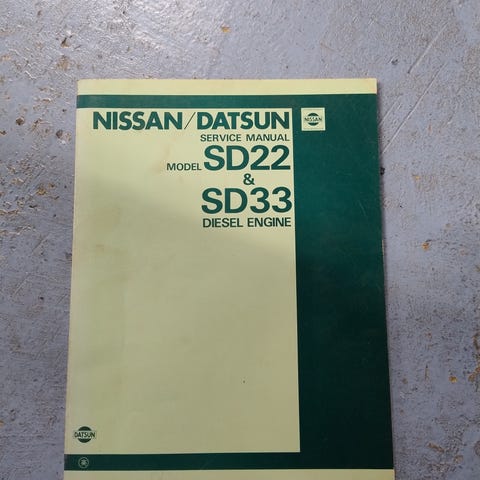 NISSAN/DATSUN
NISSAN
SERVICE MANUAL
MODEL SD22
&
SD33
DIESEL ENGINE
DATSUN